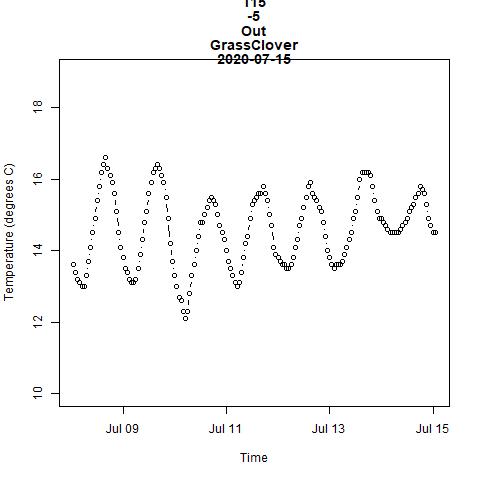 T15
-5
Out
GrassClover
2020-07-15
Temperature (degrees C)
18
16
14
12
10
Jul 09 Jul 11 Jul 13 Jul 15
Time